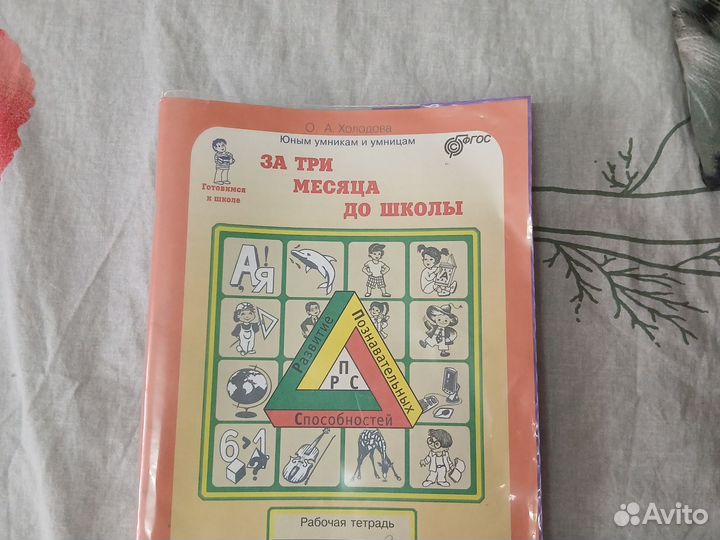 О. А. Холодова
Юным умникам и умницам
ФГОС
Готовимся
к школе
ЗА ТРИ
МЕСЯЦА
ДО ШКОЛЫ
А!
?Я
Развитие
Познавательных
Способностей
П
Р С
6>1
Рабочая тетрадь
Avito